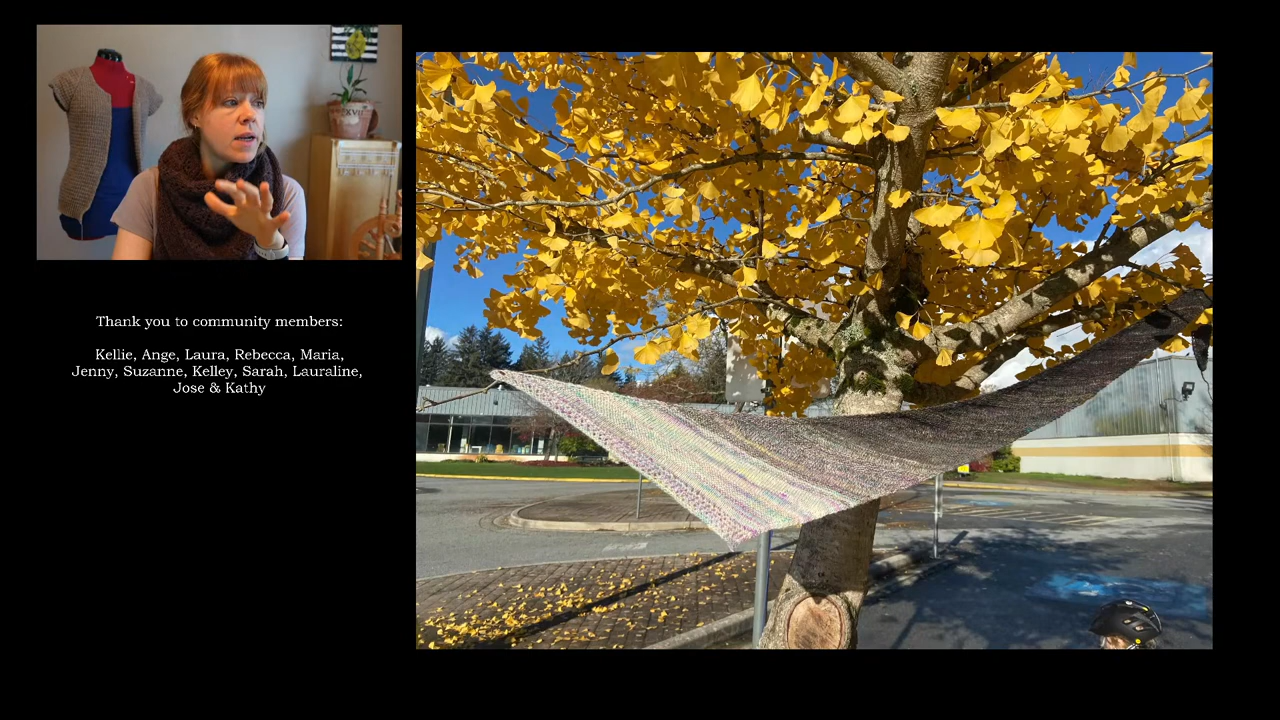 Thank you to community members:
Kellie, Ange, Laura, Rebecca, Maria,
Jenny, Suzanne, Kelley, Sarah, Lauraline,
Jose & Kathy